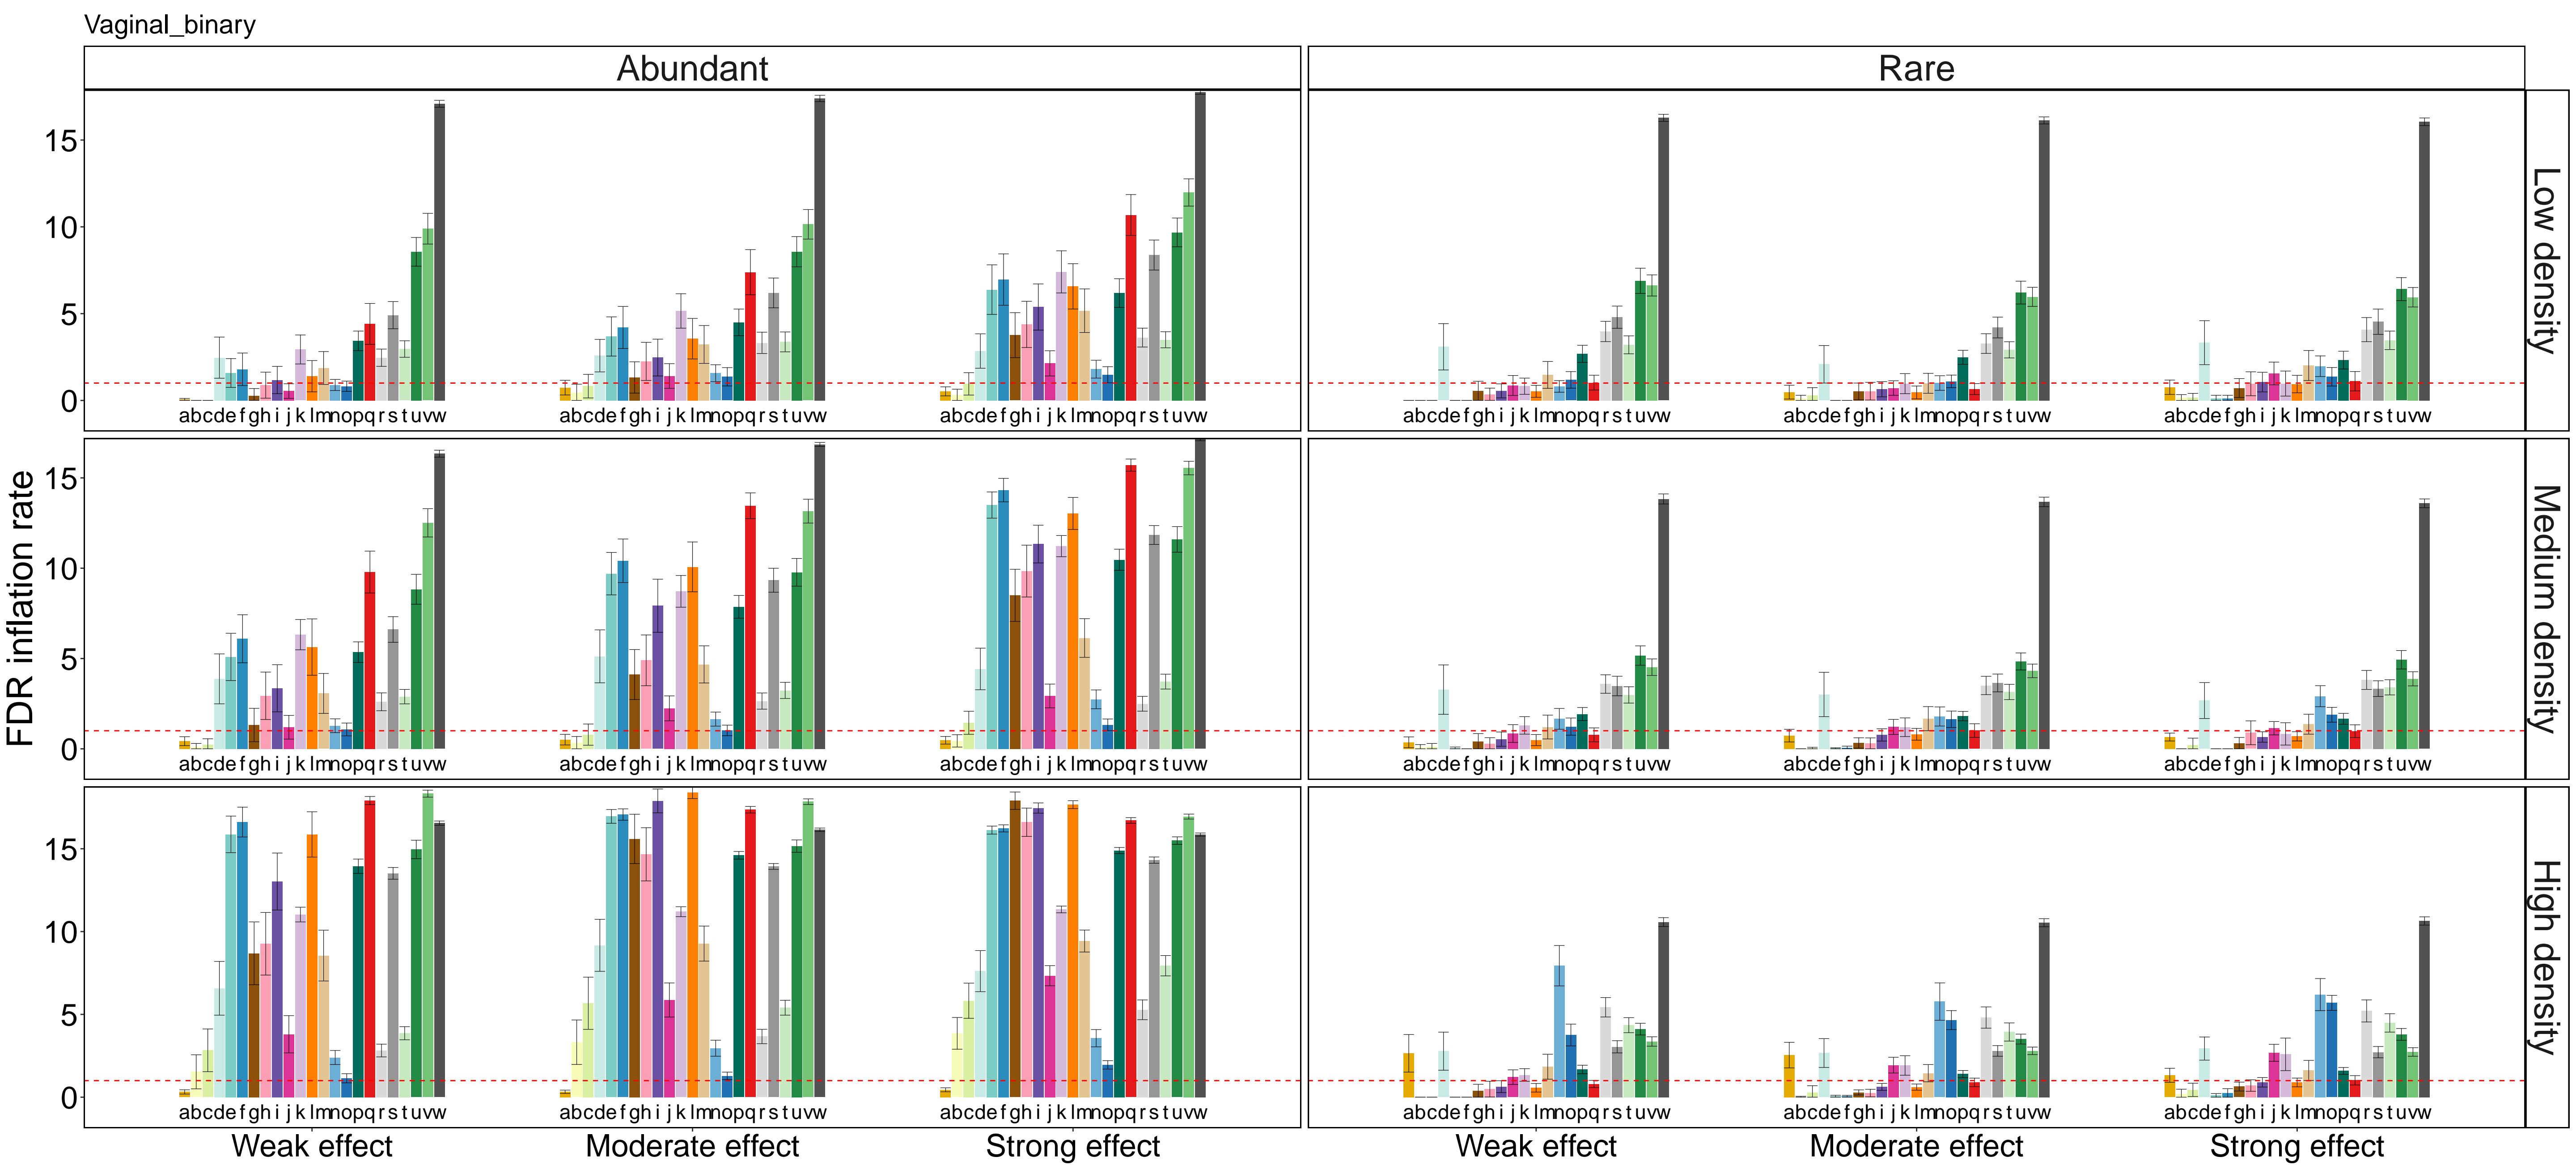 Vaginal_binary
Abundant
Rare
FDR inflation rate
15
10
5
0
abcdefghijklmnopqrstuvw
abcdefghijklmnopqrstuvw
abcdefghijklmnopqrstuvw
abcdefghijklmnopqrstuvw
abcdefghijklmnopqrstuvw
abcdefghijklmnopqrstuvw
Low density
15
10
5
0
abcdefghijklmnopqrstuvw
abcdefghijklmnopqrstuvw
abcdefghijklmnopqrstuvw
abcdefghijklmnopqrstuvw
abcdefghijklmnopqrstuvw
abcdefghijklmnopqrstuvw
Medium density
15
10
5
0
abcdefghijklmnopqrstuvw
abcdefghijklmnopqrstuvw
abcdefghijklmnopqrstuvw
abcdefghijklmnopqrstuvw
abcdefghijklmnopqrstuvw
abcdefghijklmnopqrstuvw
High density
Weak effect
Moderate effect
Strong effect
Weak effect
Moderate effect
Strong effect